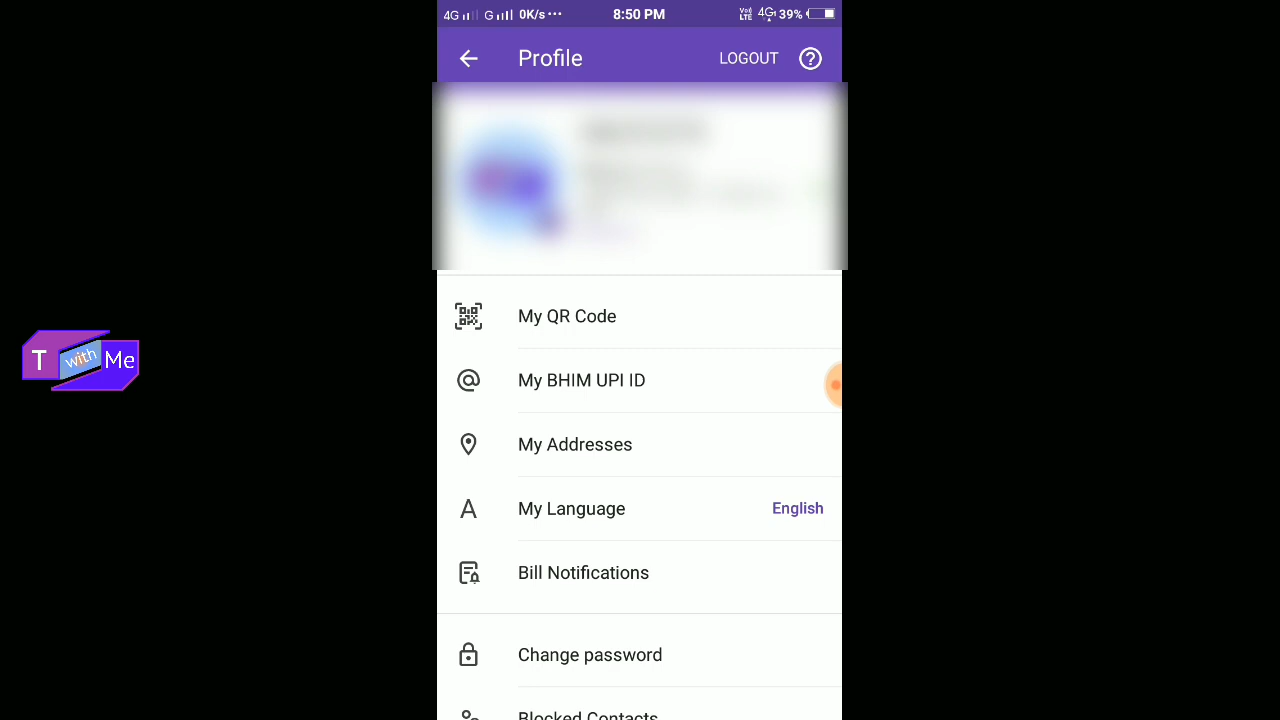 4G G 0K/s ... 8:50 PM VoLTE 4G 39%
Profile LOGOUT ?
My QR Code
My BHIM UPI ID
My Addresses
My Language English
Bill Notifications
Change password
Blocked Contacts
T with Me